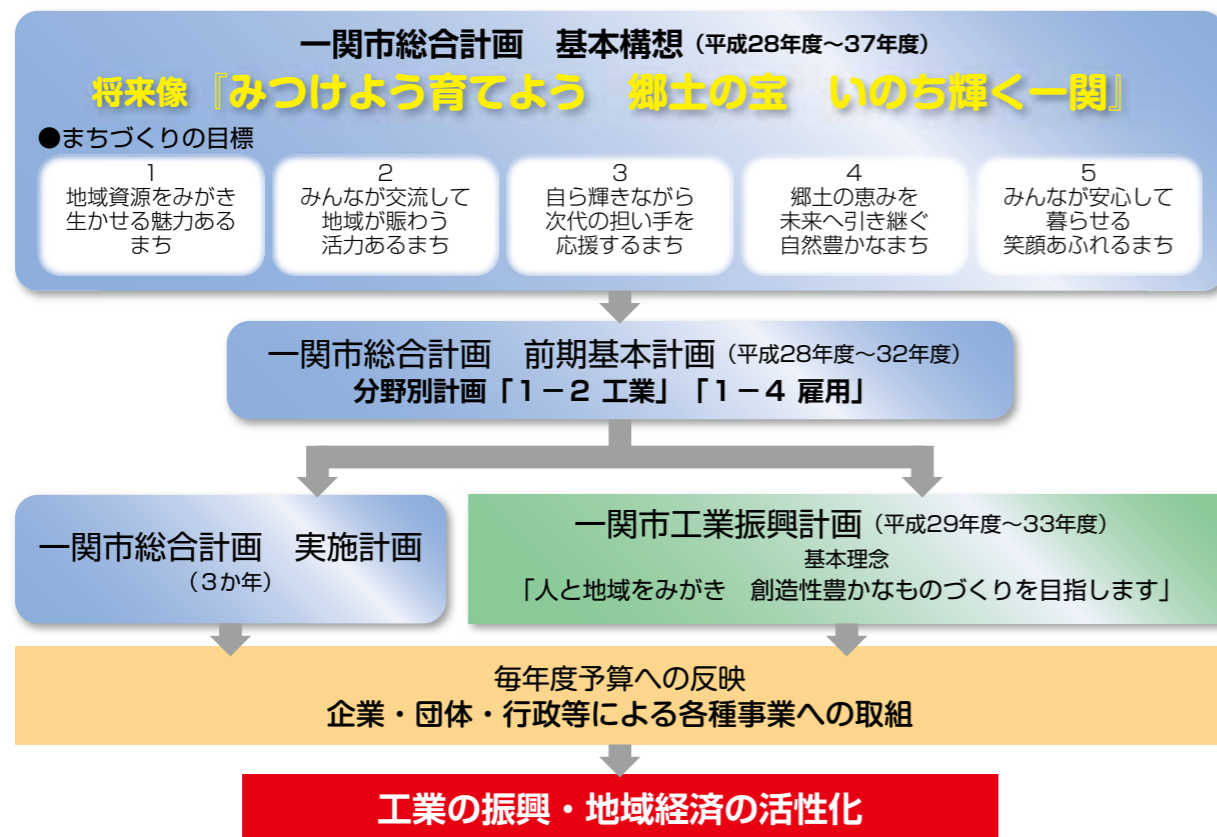 一関市総合計画　基本構想（平成28年度～37年度）
将来像『みつけよう育てよう　郷土の宝　いのち輝く一関』
●まちづくりの目標
1
地域資源をみがき
生かせる魅力ある
まち
2
みんなが交流して
地域が賑わう
活力あるまち
3
自ら輝きながら
次代の担い手を
応援するまち
4
郷土の恵みを
未来へ引き継ぐ
自然豊かなまち
5
みんなが安心して
暮らせる
笑顔あふれるまち
一関市総合計画　前期基本計画（平成28年度～32年度）
分野別計画「1－2 工業」「1－4 雇用」
一関市総合計画　実施計画
（3か年）
一関市工業振興計画（平成29年度～33年度）
基本理念
「人と地域をみがき　創造性豊かなものづくりを目指します」
毎年度予算への反映
企業・団体・行政等による各種事業への取組
工業の振興・地域経済の活性化